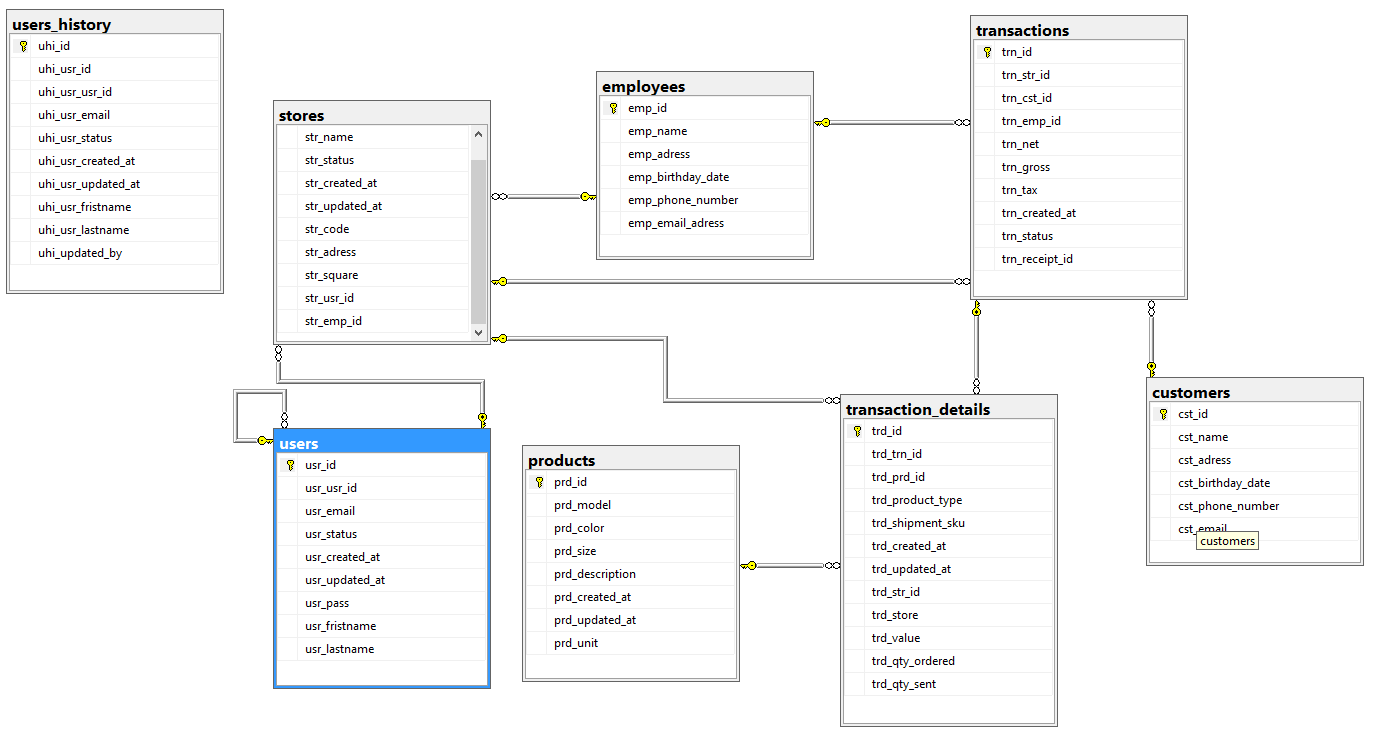 users_history
uhi_id
uhi_usr_id
uhi_usr_usr_id
uhi_usr_email
uhi_usr_status
uhi_usr_created_at
uhi_usr_updated_at
uhi_usr_fristname
uhi_usr_lastname
uhi_updated_by
stores
str_name
str_status
str_created_at
str_updated_at
str_code
str_adress
str_square
str_usr_id
str_emp_id
employees
emp_id
emp_name
emp_adress
emp_birthday_date
emp_phone_number
emp_email_adress
transactions
trn_id
trn_str_id
trn_cst_id
trn_emp_id
trn_net
trn_gross
trn_tax
trn_created_at
trn_status
trn_receipt_id
users
usr_id
usr_usr_id
usr_email
usr_status
usr_created_at
usr_updated_at
usr_pass
usr_fristname
usr_lastname
products
prd_id
prd_model
prd_color
prd_size
prd_description
prd_created_at
prd_updated_at
prd_unit
transaction_details
trd_id
trd_trn_id
trd_prd_id
trd_product_type
trd_shipment_sku
trd_created_at
trd_updated_at
trd_str_id
trd_store
trd_value
trd_qty_ordered
trd_qty_sent
customers
cst_id
cst_name
cst_adress
cst_birthday_date
cst_phone_number
cst_email
customers